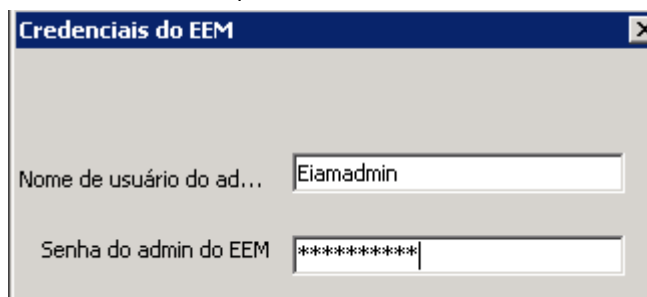 Credenciais do EEM
Nome de usuário do ad... Eiamadmin
Senha do admin do EEM **********